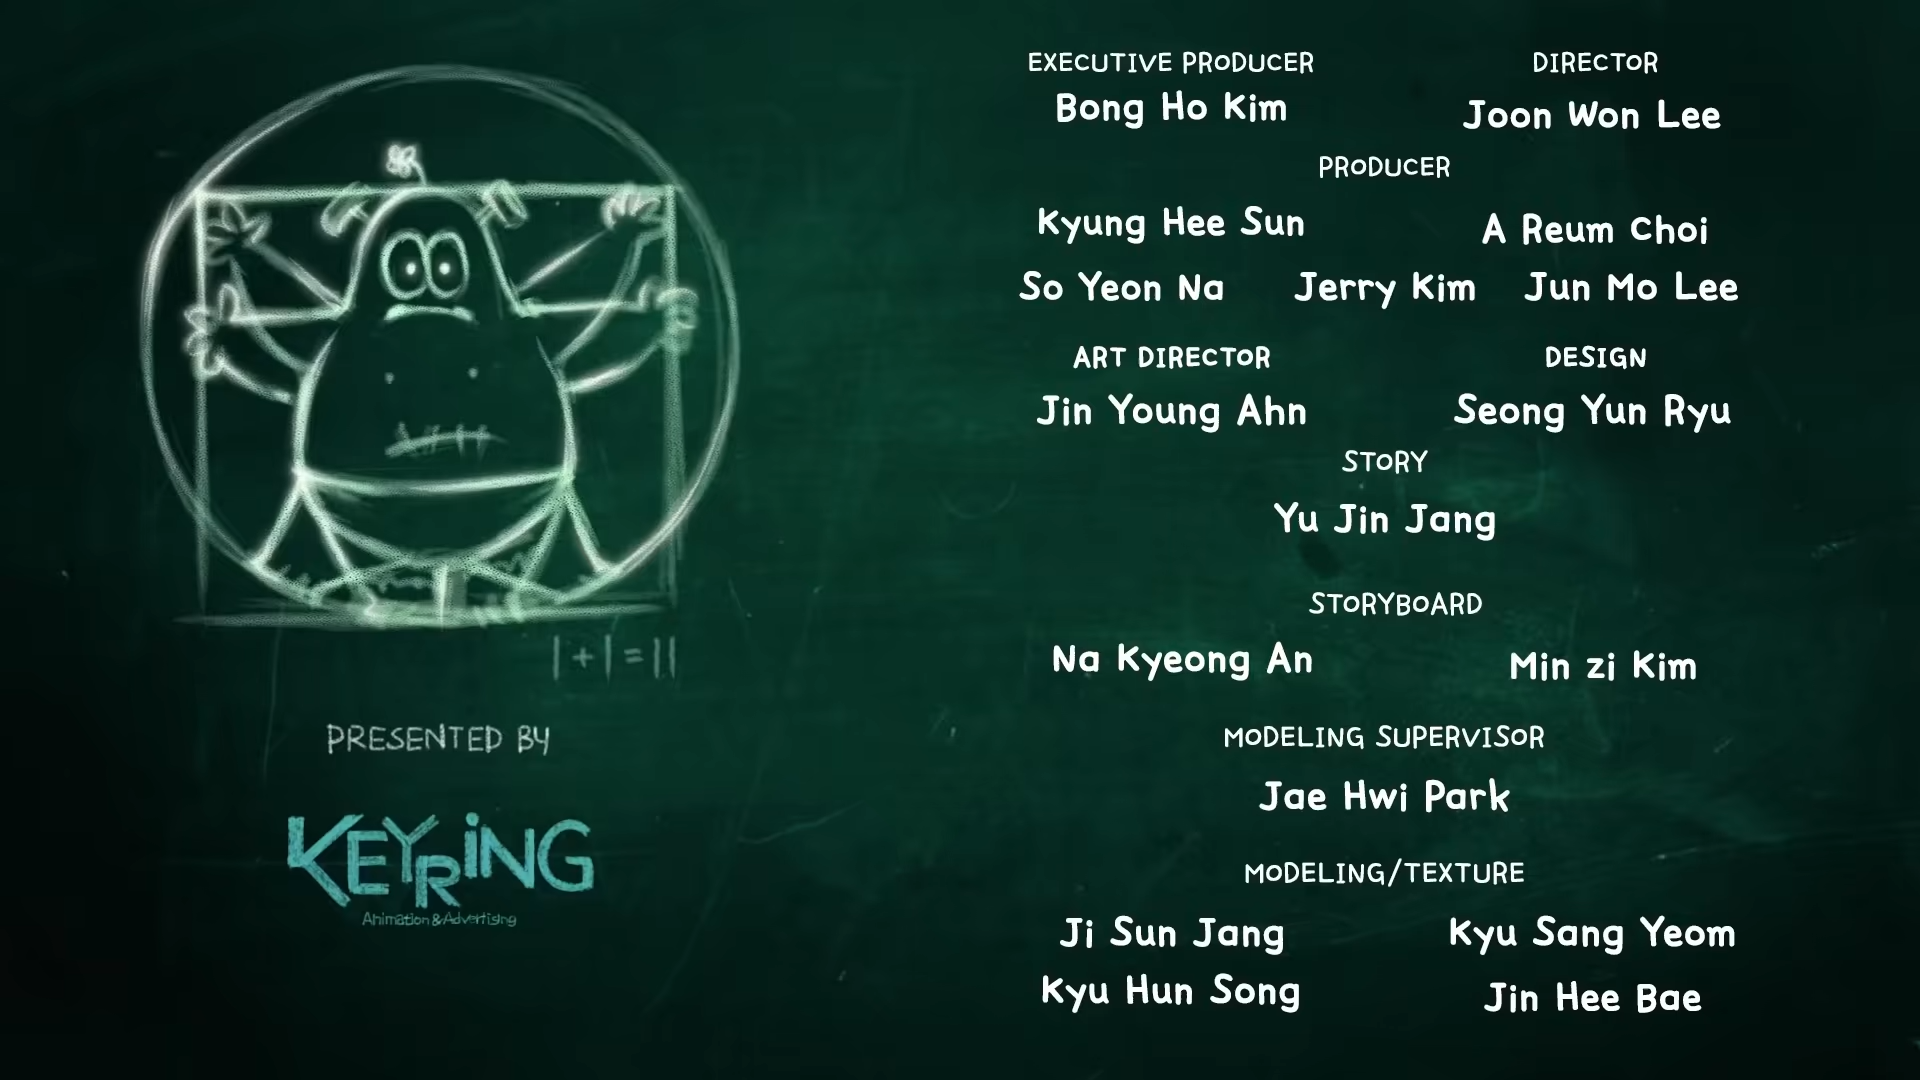 EXECUTIVE PRODUCER
Bong Ho Kim
DIRECTOR
Joon Won Lee
PRODUCER
Kyung Hee Sun
A Reum Choi
So Yeon Na
Jerry Kim
Jun Mo Lee
ART DIRECTOR
Jin Young Ahn
DESIGN
Seong Yun Ryu
STORY
Yu Jin Jang
STORYBOARD
Na Kyeong An
Min zi Kim
MODELING SUPERVISOR
Jae Hwi Park
MODELING/TEXTURE
Ji Sun Jang
Kyu Sang Yeom
Kyu Hun Song
Jin Hee Bae
1+1=11
PRESENTED BY
KEYRiNG
Animation & Advertising